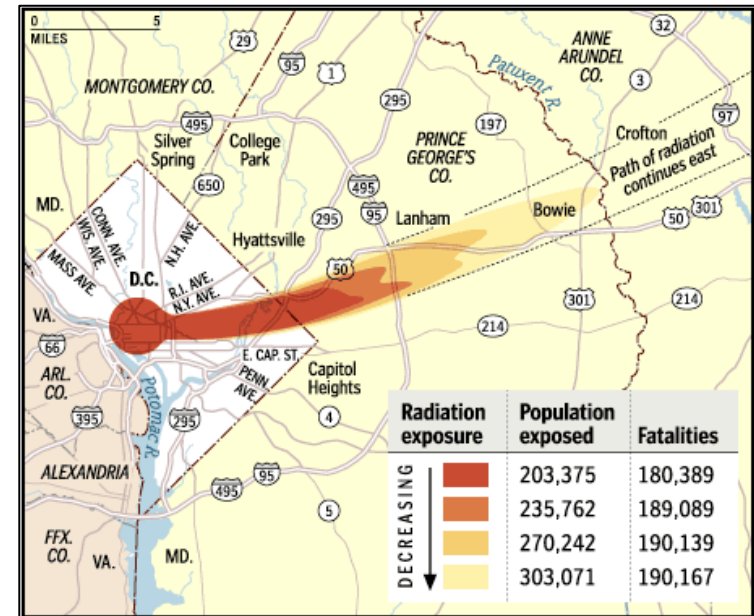 0 5
MILES
29
95
1
MONTGOMERY CO.
495
Silver
Spring
College
Park
650
295
Patuxent R.
ANNE
ARUNDEL
CO.
32
3
97
197
PRINCE
GEORGE'S
CO.
Crofton
Path of radiation
continues east
495
95
Lanham
Bowie
50
301
MD.
MASS AVE.
WIS. AVE.
CONN AVE.
N.H. AVE.
Hyattsville
295
50
D.C.
R.I. AVE.
N.Y. AVE.
VA.
66
ARL.
CO.
395
Potomac R.
295
E. CAP. ST.
PENN
AVE
Capitol
Heights
214
301
214
4
ALEXANDRIA
495
95
5
FFX.
CO.
VA.
MD.
Radiation
exposure
Population
exposed
Fatalities
DECREASING
203,375 180,389
235,762 189,089
270,242 190,139
303,071 190,167